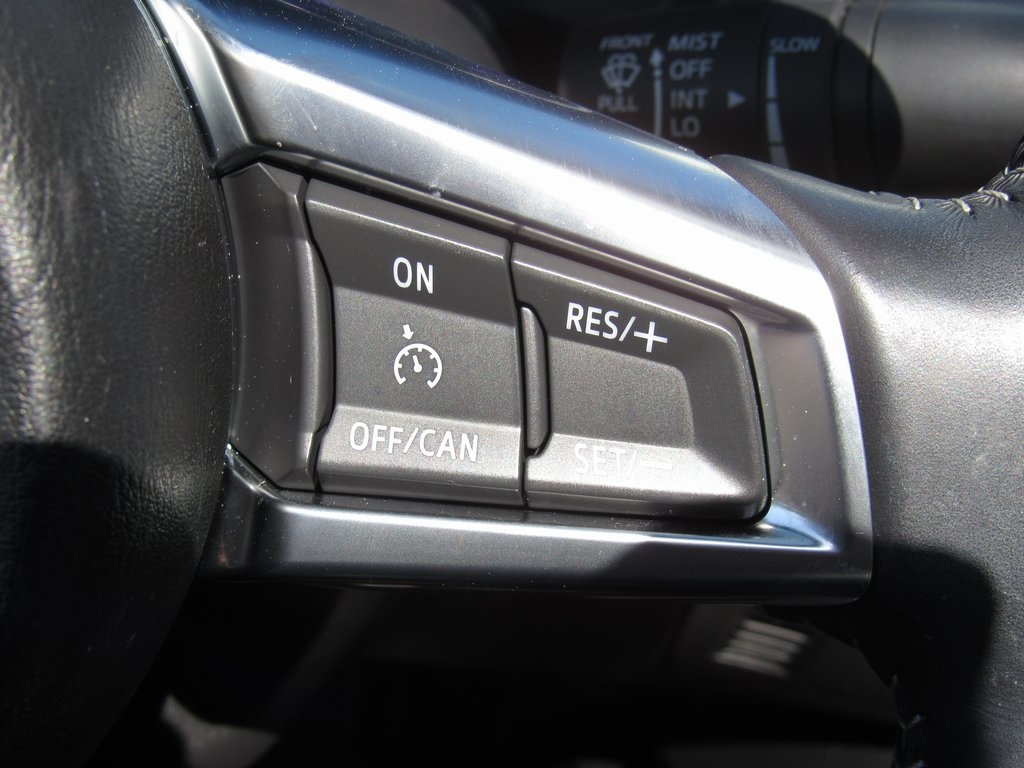 FRONT
PULL
MIST
OFF
INT
LO
SLOW
ON
OFF/CAN
RES/+
SET/—